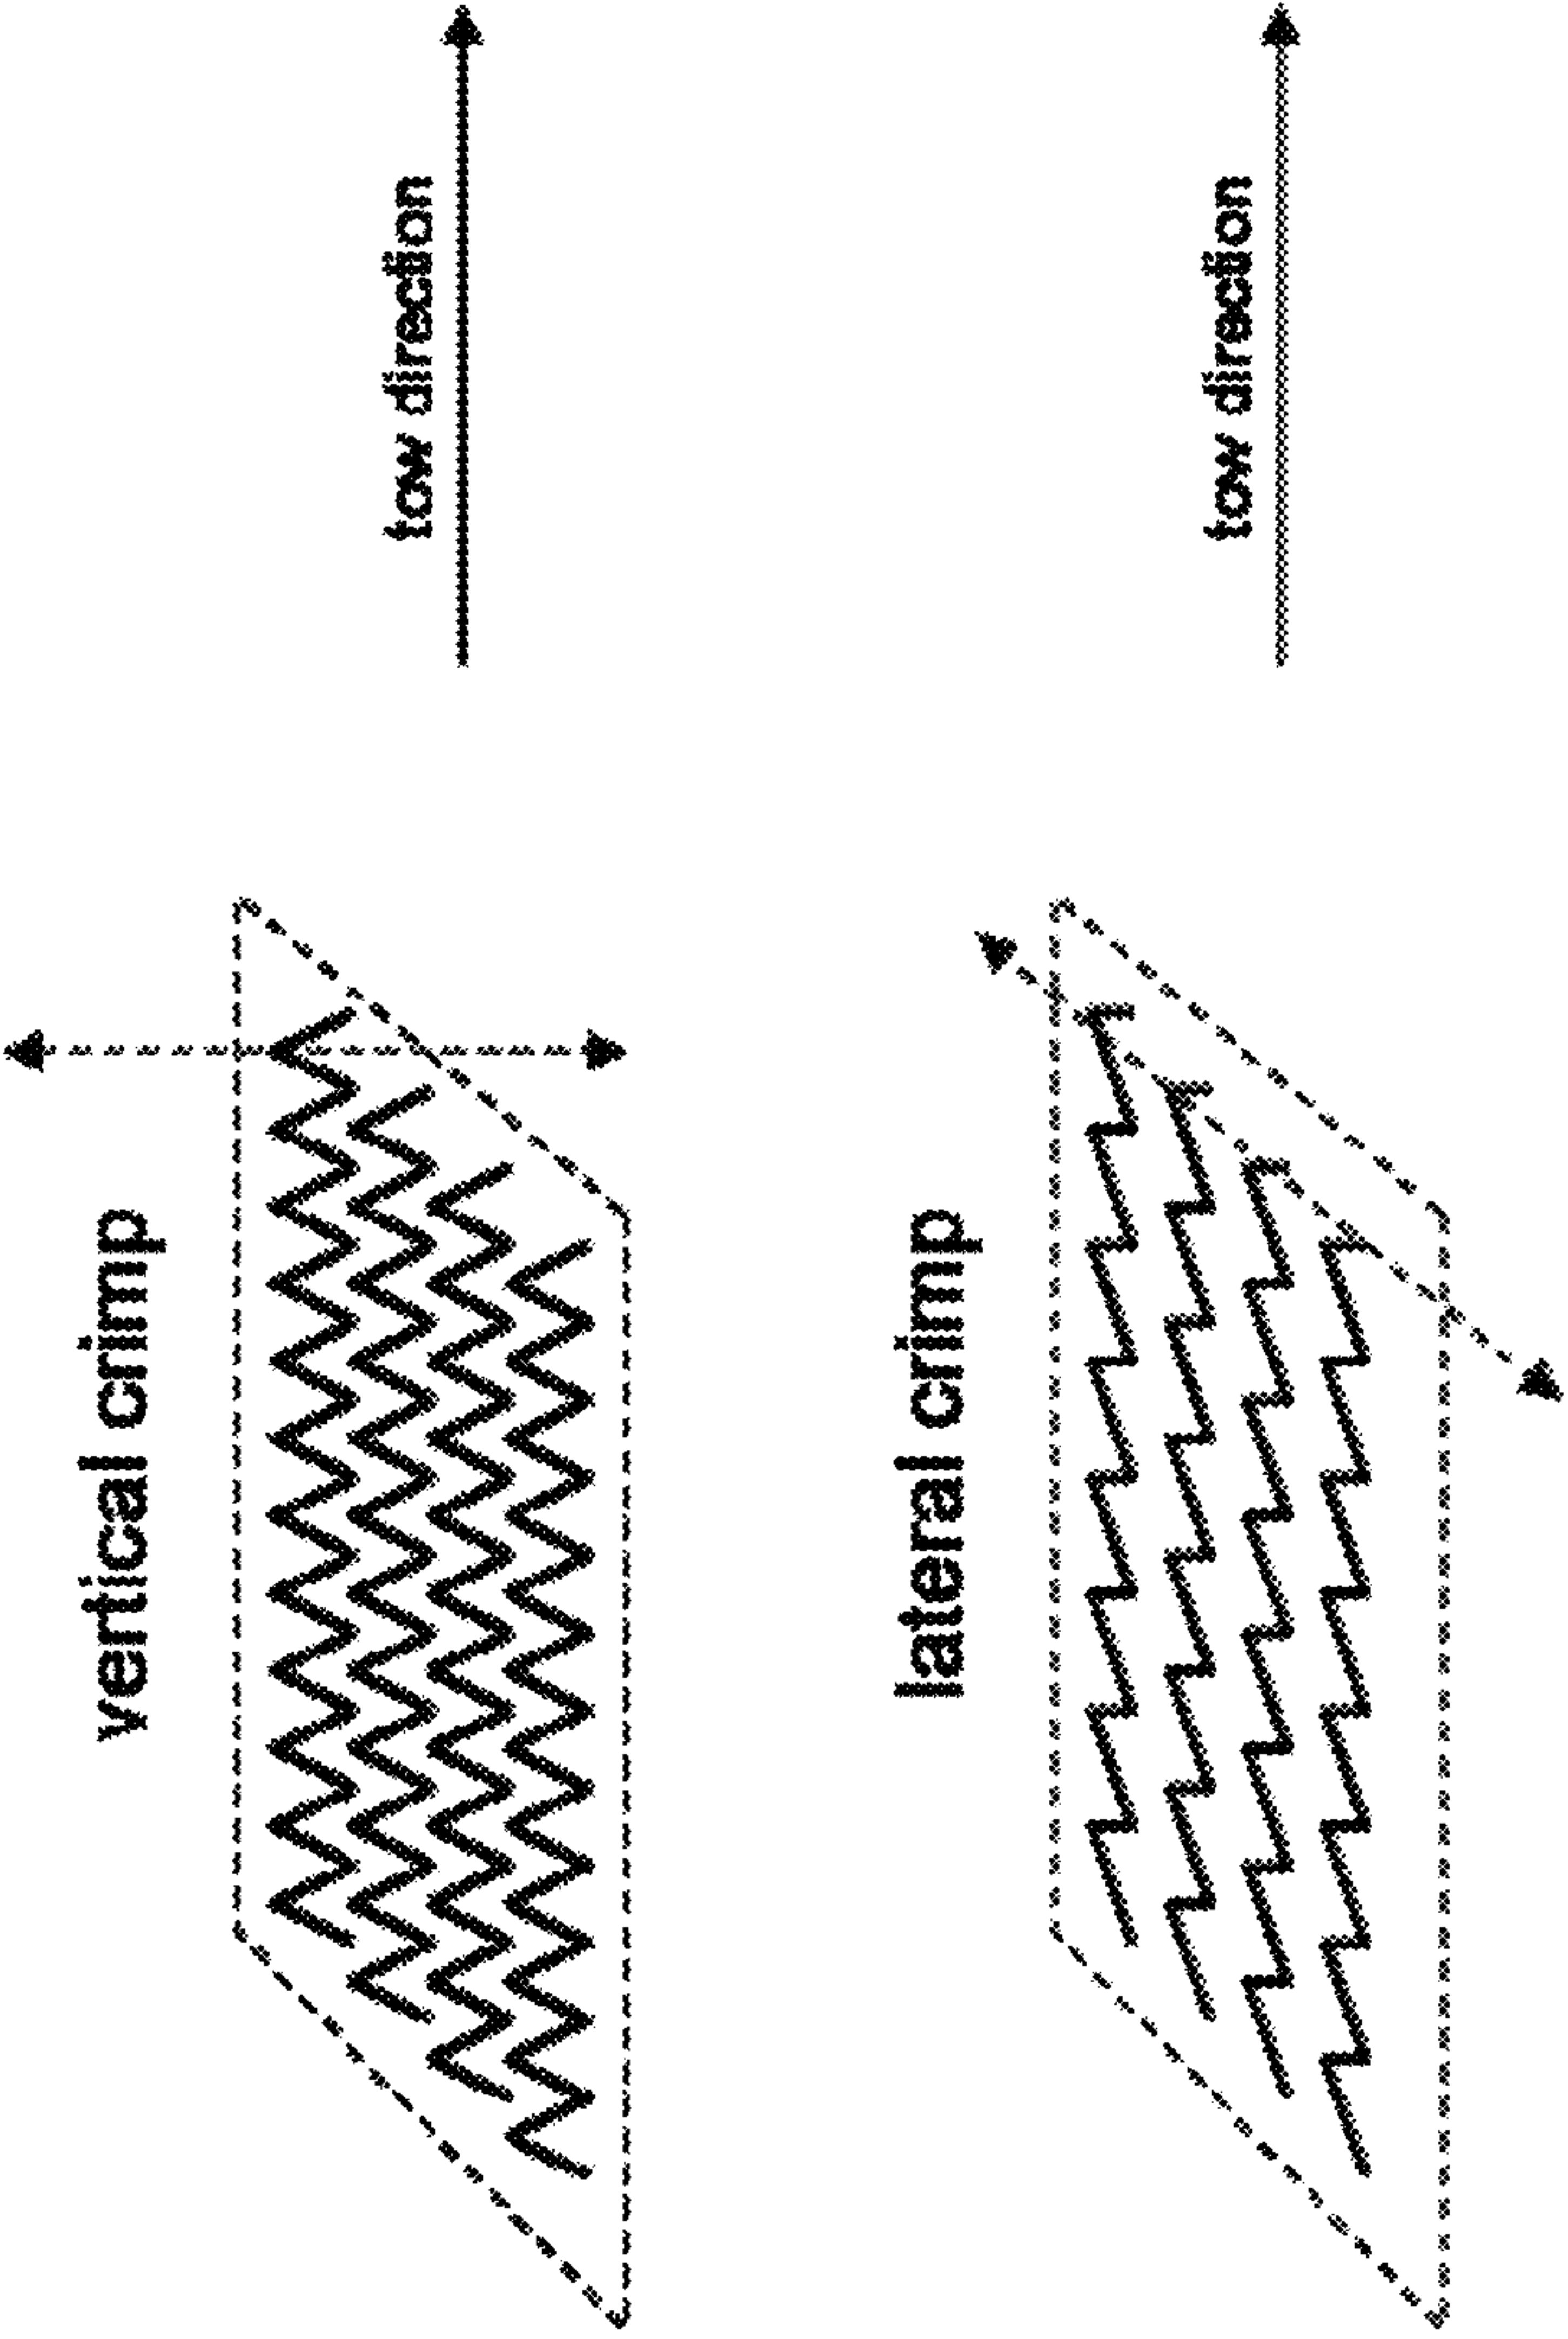 vertical crimp
tow direction
lateral crimp
tow direction